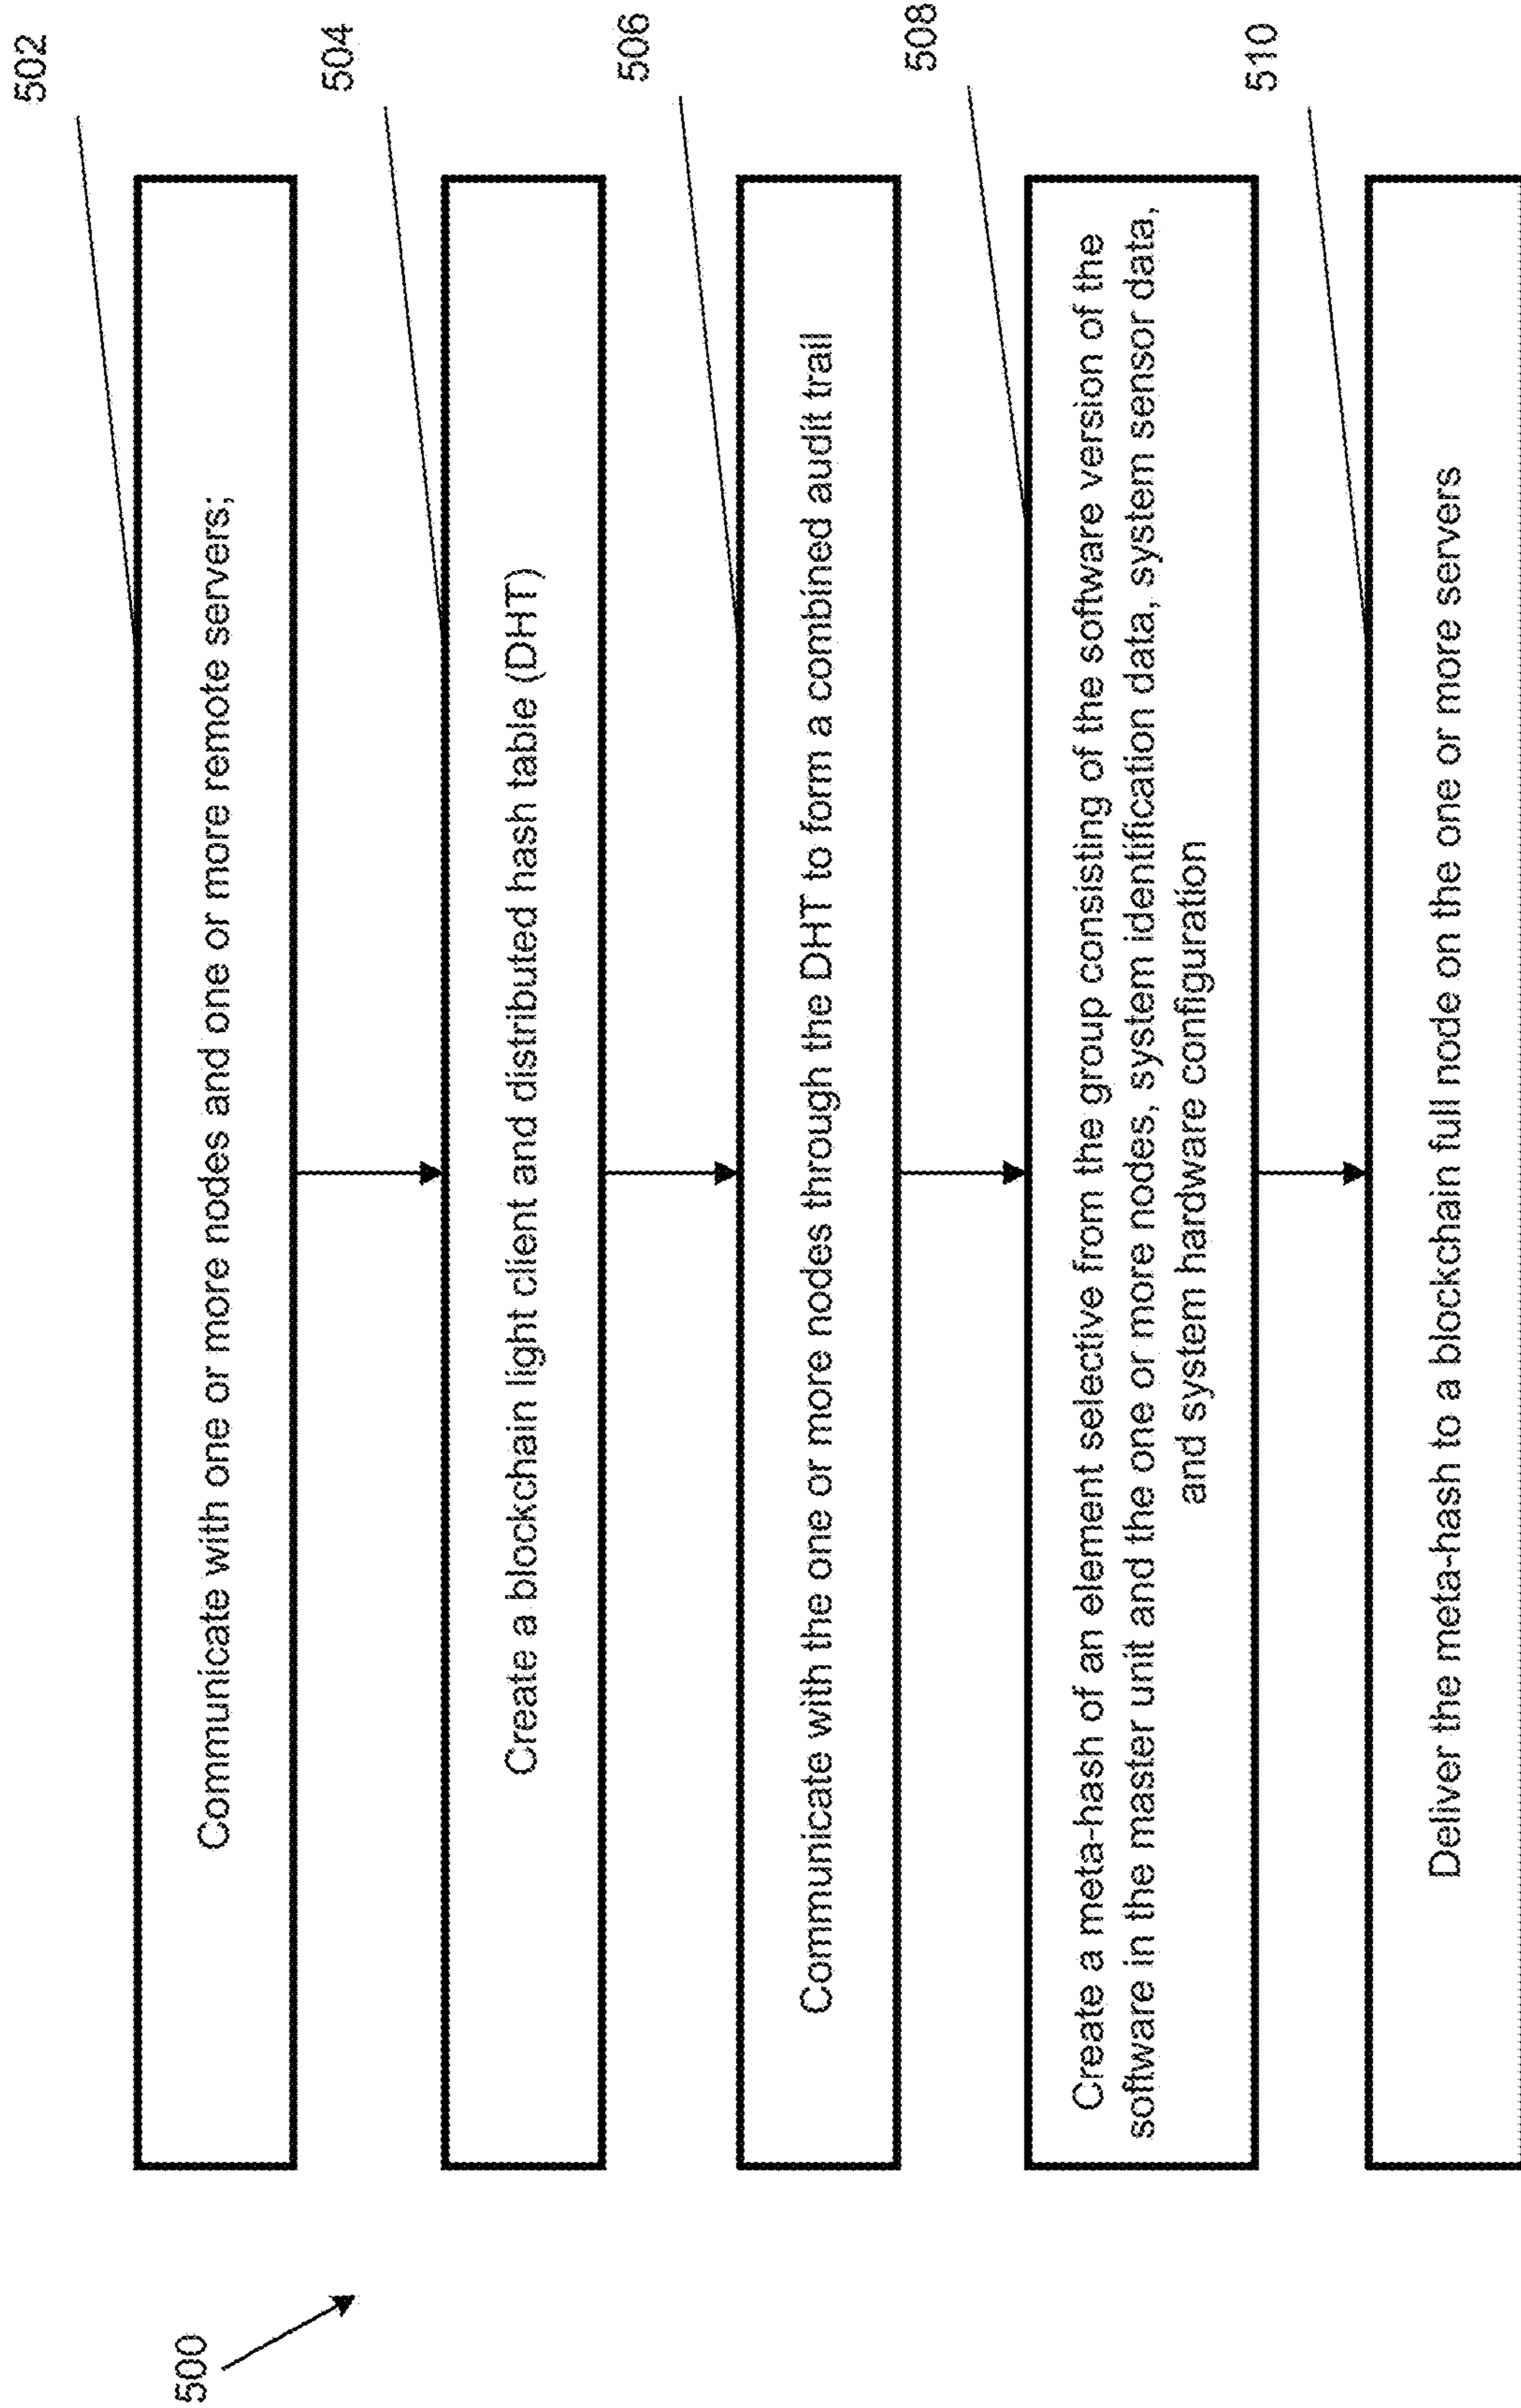 500
502
Communicate with one or more nodes and one or more remote servers;
504
Create a blockchain light client and distributed hash table (DHT)
506
Communicate with the one or more nodes through the DHT to form a combined audit trail
508
Create a meta-hash of an element selective from the group consisting of the software version of the
software in the master unit and the one or more nodes, system identification data, system sensor data,
and system hardware configuration
510
Deliver the meta-hash to a blockchain full node on the one or more servers